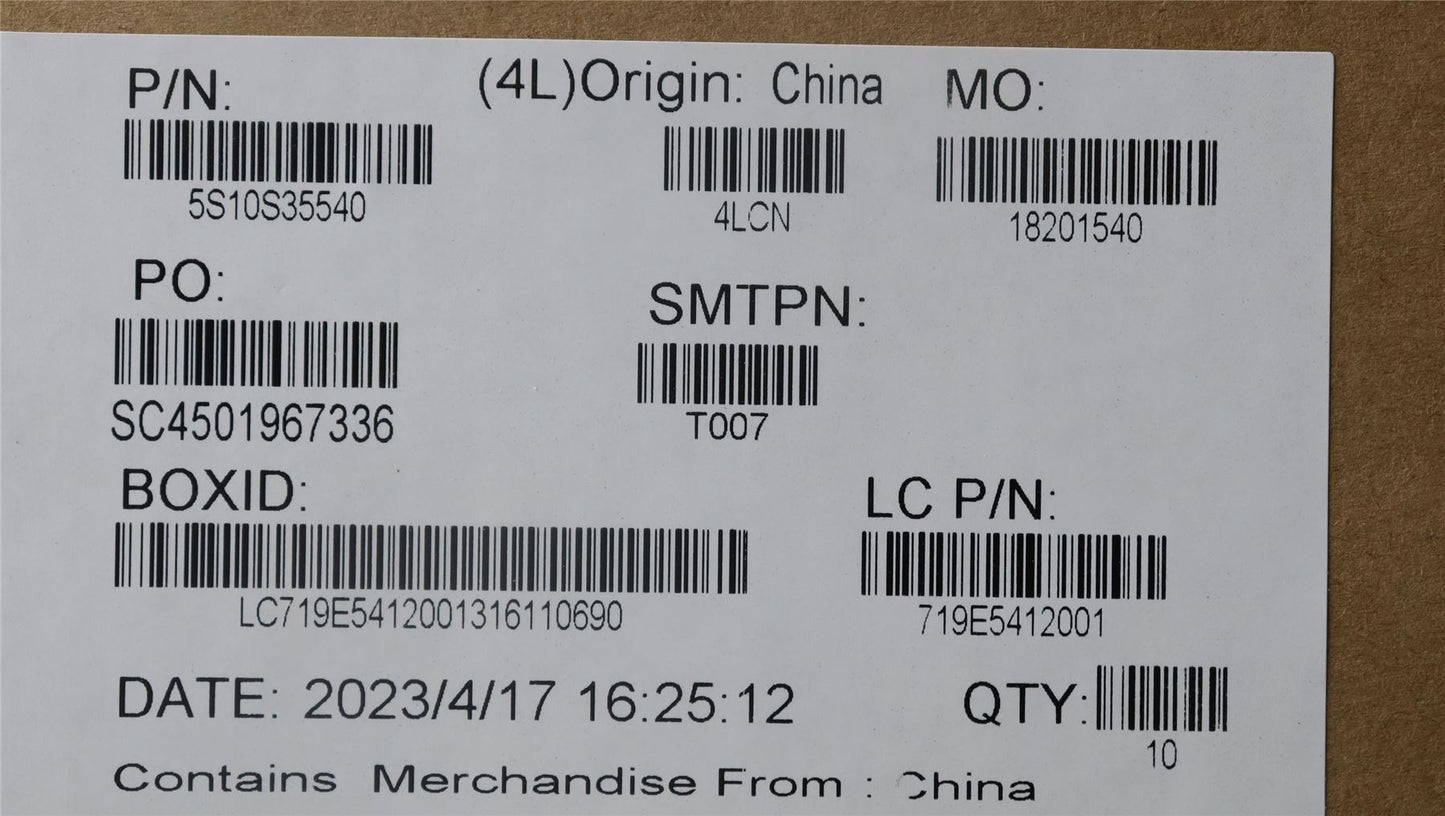 P/N:
(4L)Origin: China
MO:
5S10S35540
4LCN
18201540
PO:
SMTPN:
SC4501967336
T007
BOXID:
LC P/N:
LC719E5412001316110690
719E5412001
DATE: 2023/4/17 16:25:12
QTY:
10
Contains Merchandise From : China